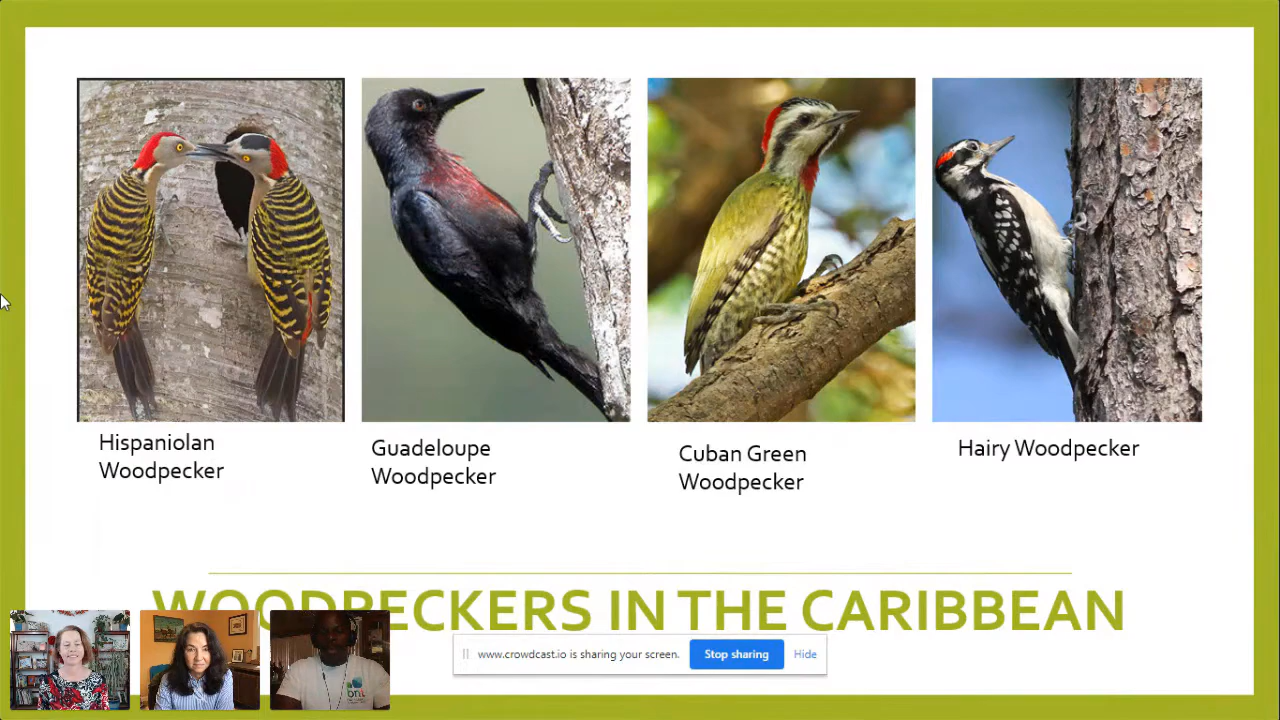 Hispaniolan
Woodpecker
Guadeloupe
Woodpecker
Cuban Green
Woodpecker
Hairy Woodpecker
WOODPECKERS IN THE CARIBBEAN
www.crowdcast.io is sharing your screen.
Stop sharing
Hide